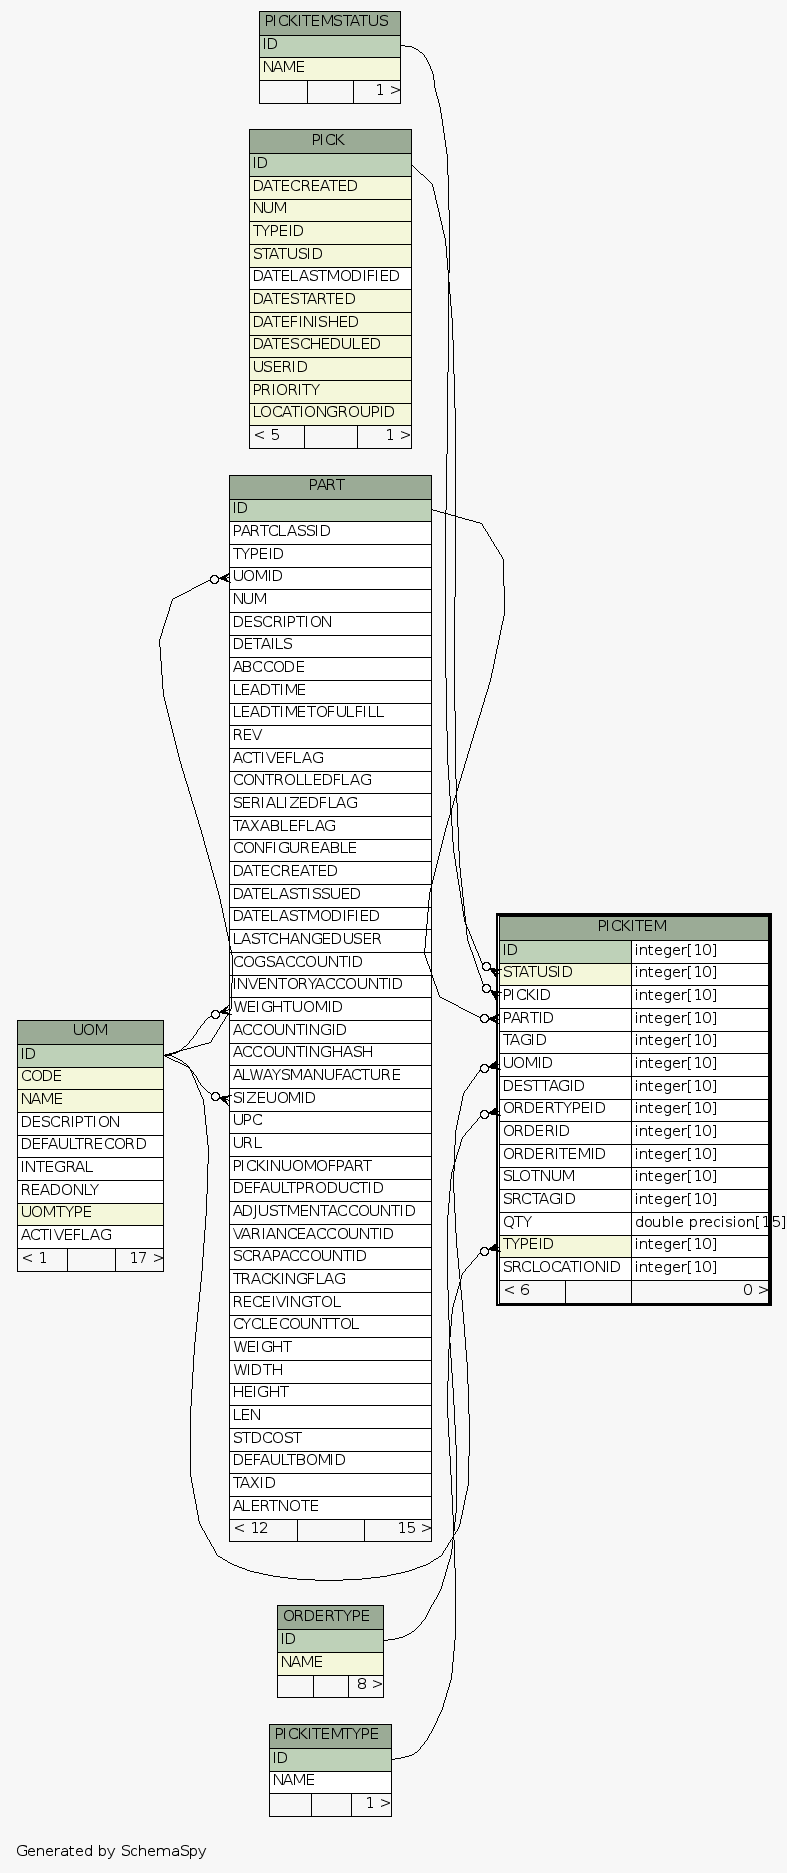 PICKITEMSTATUS
ID
NAME
1 >
PICK
ID
DATECREATED
NUM
TYPEID
STATUSID
DATELASTMODIFIED
DATESTARTED
DATEFINISHED
DATESCHEDULED
USERID
PRIORITY
LOCATIONGROUPID
< 5 1 >
PART
ID
PARTCLASSID
TYPEID
UOMID
NUM
DESCRIPTION
DETAILS
ABCCODE
LEADTIME
LEADTIMETOFULFILL
REV
ACTIVEFLAG
CONTROLLEDFLAG
SERIALIZEDFLAG
TAXABLEFLAG
CONFIGUREABLE
DATECREATED
DATELASTISSUED
DATELASTMODIFIED
LASTCHANGEDUSER
COGSACCOUNTID
INVENTORYACCOUNTID
WEIGHTUOMID
ACCOUNTINGID
ACCOUNTINGHASH
ALWAYSMANUFACTURE
SIZEUOMID
UPC
URL
PICKINUOMOFPART
DEFAULTPRODUCTID
ADJUSTMENTACCOUNTID
VARIANCEACCOUNTID
SCRAPACCOUNTID
TRACKINGFLAG
RECEIVINGTOL
CYCLECOUNTTOL
WEIGHT
WIDTH
HEIGHT
LEN
STDCOST
DEFAULTBOMID
TAXID
ALERTNOTE
< 12 15 >
PICKITEM
ID integer[10]
STATUSID integer[10]
PICKID integer[10]
PARTID integer[10]
TAGID integer[10]
UOMID integer[10]
DESTTAGID integer[10]
ORDERTYPEID integer[10]
ORDERID integer[10]
ORDERITEMID integer[10]
SLOTNUM integer[10]
SRCTAGID integer[10]
QTY double precision[15]
TYPEID integer[10]
SRCLOCATIONID integer[10]
< 6 0 >
UOM
ID
CODE
NAME
DESCRIPTION
DEFAULTRECORD
INTEGRAL
READONLY
UOMTYPE
ACTIVEFLAG
< 1 17 >
ORDERTYPE
ID
NAME
8 >
PICKITEMTYPE
ID
NAME
1 >
Generated by SchemaSpy